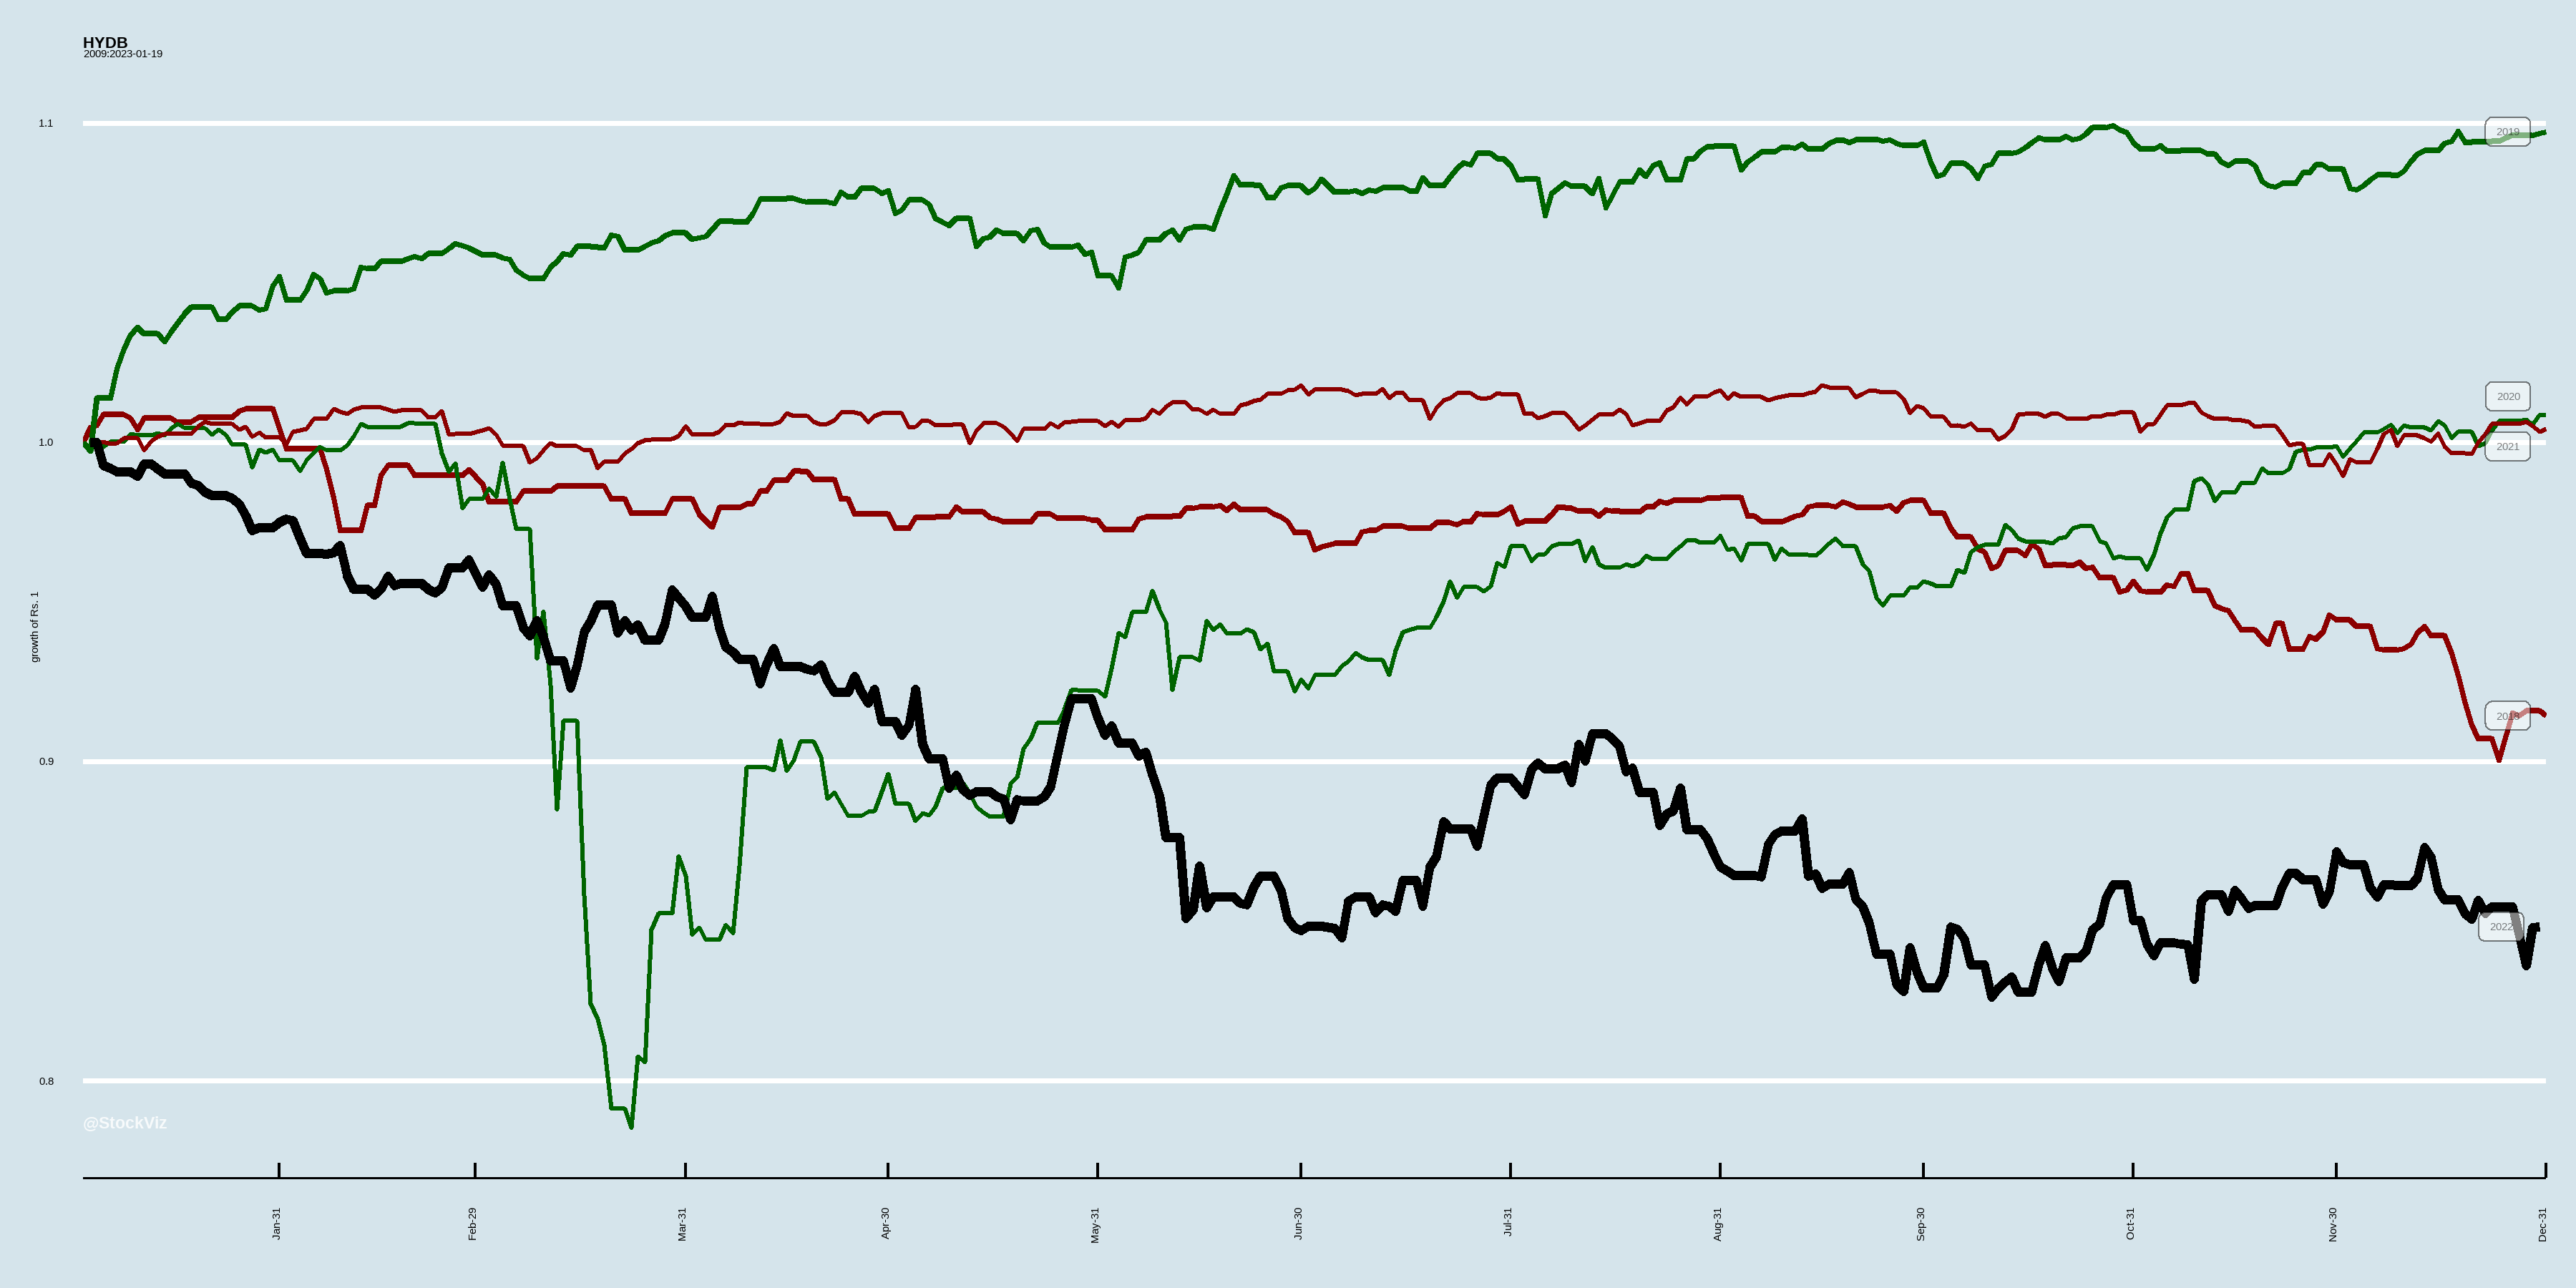 HYDB
2009:2023-01-19
1.1
1.0
0.9
0.8
growth of Rs. 1
2019
2020
2021
2018
2022
@StockViz
Jan-31
Feb-29
Mar-31
Apr-30
May-31
Jun-30
Jul-31
Aug-31
Sep-30
Oct-31
Nov-30
Dec-31